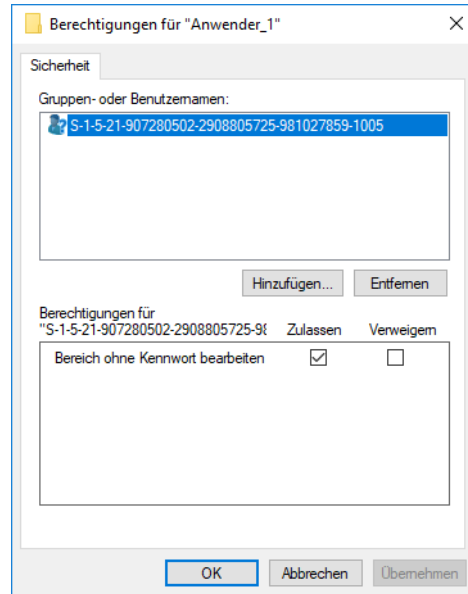 Berechtigungen für "Anwender_1"
Sicherheit
Gruppen- oder Benutzernamen:
S-1-5-21-907280502-2908805725-981027859-1005
Hinzufügen... Entfernen
Berechtigungen für
"S-1-5-21-907280502-2908805725-98 Zulassen Verweigern
Bereich ohne Kennwort bearbeiten
OK Abbrechen Übernehmen